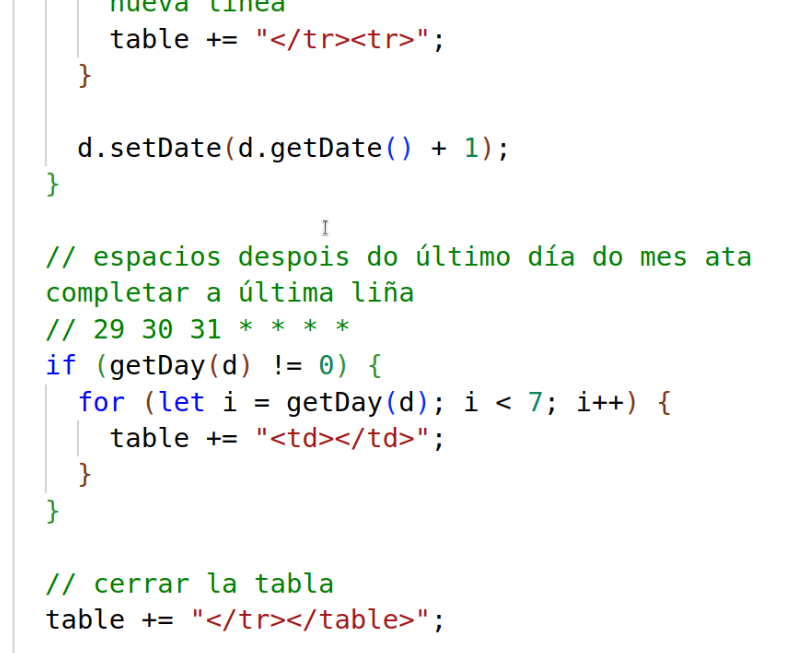 nueva línea
table += "</tr><tr>";
}
d.setDate(d.getDate() + 1);
}
// espacios despois do último día do mes ata
completar a última liña
// 29 30 31 * * * *
if (getDay(d) != 0) {
for (let i = getDay(d); i < 7; i++) {
table += "<td></td>";
}
}
// cerrar la tabla
table += "</tr></table>";